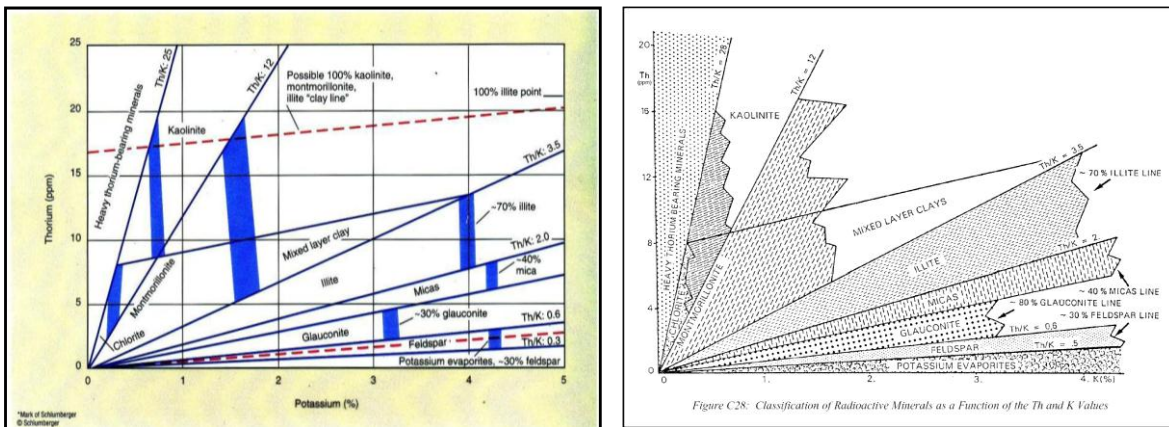 25
20
15
10
5
0
0
1
2
3
4
5
Thorium (ppm)
Potassium (%)
Heavy thorium-bearing minerals
Th/K: 25
Kaolinite
Th/K: 12
Possible 100% kaolinite,
montmorillonite,
illite "clay line"
100% illite point
Th/K: 3.5
~70% illite
Mixed layer clay
Montmorillonite
Illite
Th/K: 2.0
~40%
mica
Micas
Chlorite
Glauconite
~30% glauconite
Th/K: 0.6
Feldspar
Th/K: 0.3
Potassium evaporites, ~30% feldspar
*Mark of Schlumberger
© Schlumberger
20
Th
(ppm)
16
12
8
4
0
0
1.
2.
3.
4.
K(%)
HEAVY THORIUM BEARING MINERALS
Th/K = 28
KAOLINITE
Th/K = 12
CHLORITES
MONTMORILLONITE
MIXED LAYER CLAYS
Th/K = 3.5
~ 70% ILLITE LINE
ILLITE
Th/K = 2
MICAS
~ 40% MICAS LINE
~ 80% GLAUCONITE LINE
~ 30% FELDSPAR LINE
GLAUCONITE
Th/K = 0.6
FELDSPAR
Th/K = .5
POTASSIUM EVAPORITES
Figure C28: Classification of Radioactive Minerals as a Function of the Th and K Values